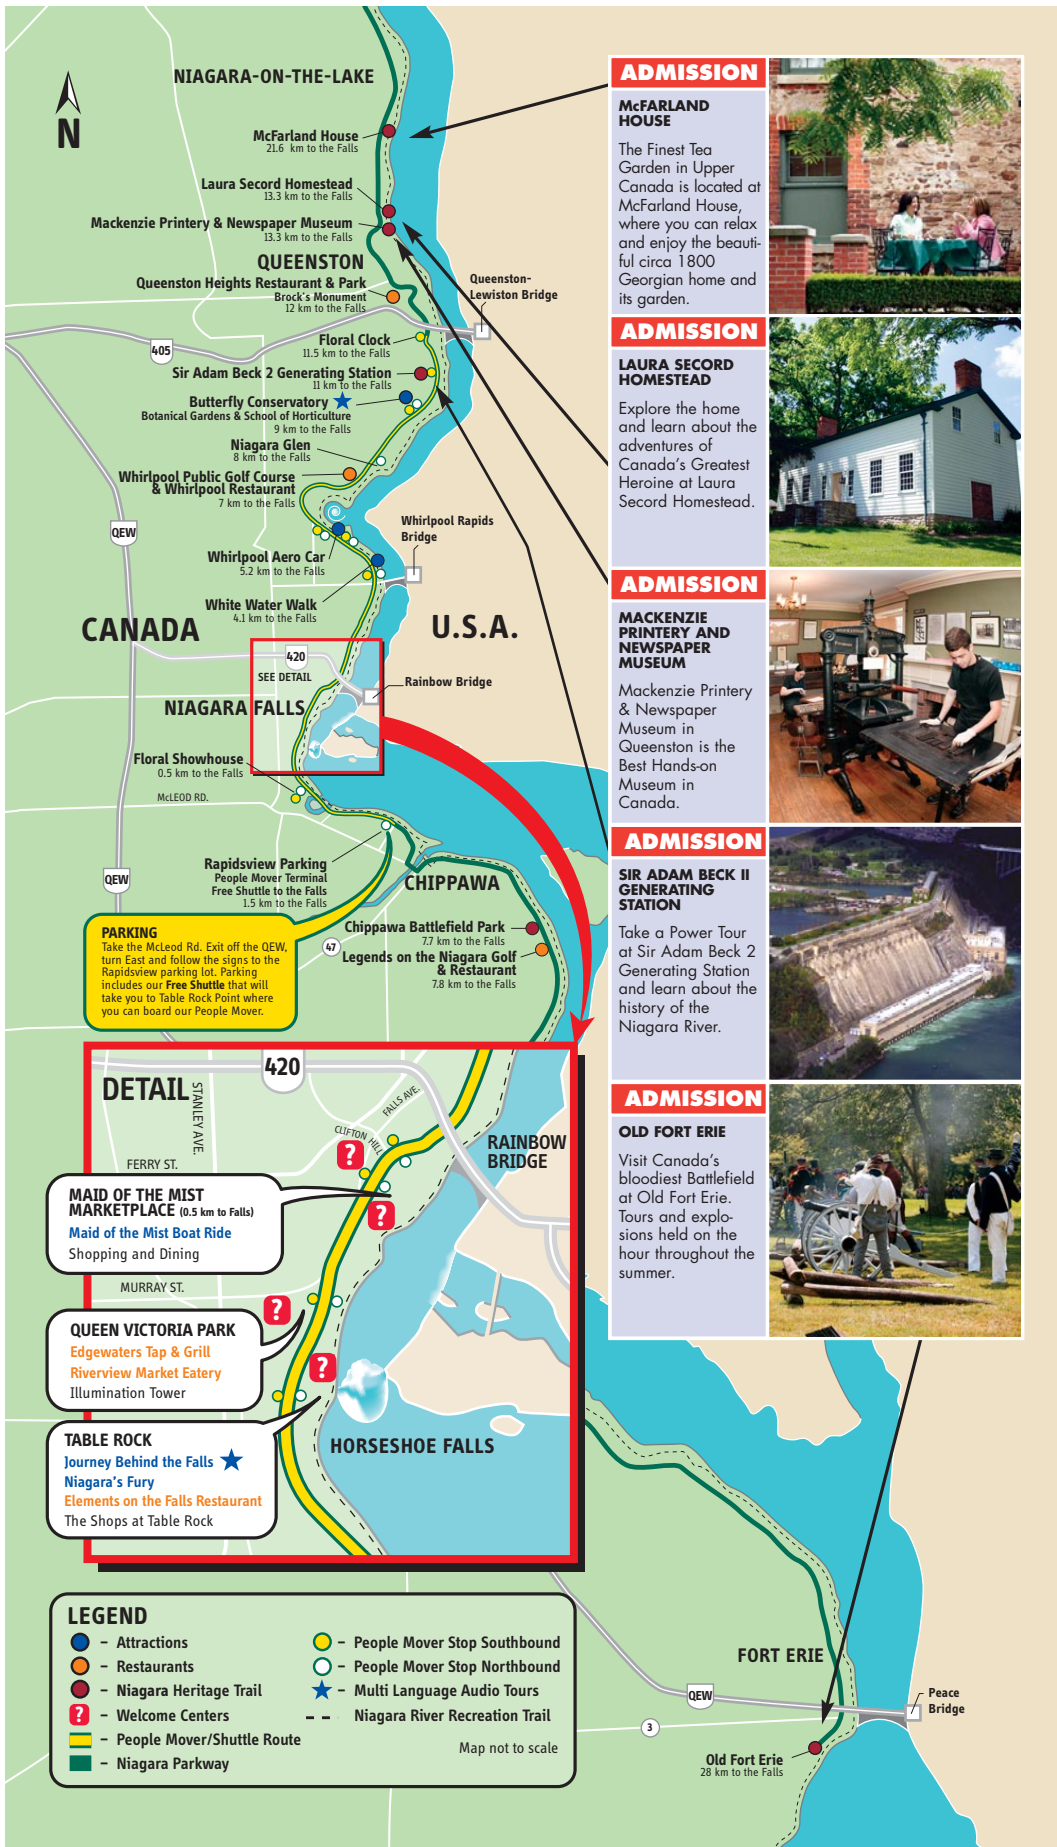 N
NIAGARA-ON-THE-LAKE
McFarland House
21.6 km to the Falls
Laura Secord Homestead
13.3 km to the Falls
Mackenzie Printery & Newspaper Museum
13.3 km to the Falls
QUEENSTON
Queenston Heights Restaurant & Park
Brock's Monument
12 km to the Falls
Queenston-
Lewiston Bridge
405
Floral Clock
11.5 km to the Falls
Sir Adam Beck 2 Generating Station
11 km to the Falls
Butterfly Conservatory
Botanical Gardens & School of Horticulture
9 km to the Falls
Niagara Glen
8 km to the Falls
Whirlpool Public Golf Course
& Whirlpool Restaurant
7 km to the Falls
QEW
Whirlpool Rapids
Bridge
Whirlpool Aero Car
5.2 km to the Falls
White Water Walk
4.1 km to the Falls
CANADA
U.S.A.
420
SEE DETAIL
Rainbow Bridge
NIAGARA FALLS
Floral Showhouse
0.5 km to the Falls
McLEOD RD.
QEW
Rapidsview Parking
People Mover Terminal
Free Shuttle to the Falls
1.5 km to the Falls
CHIPPAWA
PARKING
Take the McLeod Rd. Exit off the QEW,
turn East and follow the signs to the
Rapidsview parking lot. Parking
includes our Free Shuttle that will
take you to Table Rock Point where
you can board our People Mover.
47
Chippawa Battlefield Park
7.7 km to the Falls
Legends on the Niagara Golf
& Restaurant
7.8 km to the Falls
ADMISSION
McFARLAND
HOUSE
The Finest Tea
Garden in Upper
Canada is located at
McFarland House,
where you can relax
and enjoy the beauti-
ful circa 1800
Georgian home and
its garden.
ADMISSION
LAURA SECORD
HOMESTEAD
Explore the home
and learn about the
adventures of
Canada's Greatest
Heroine at Laura
Secord Homestead.
ADMISSION
MACKENZIE
PRINTERY AND
NEWSPAPER
MUSEUM
Mackenzie Printery
& Newspaper
Museum in
Queenston is the
Best Hands-on
Museum in
Canada.
ADMISSION
SIR ADAM BECK II
GENERATING
STATION
Take a Power Tour
at Sir Adam Beck 2
Generating Station
and learn about the
history of the
Niagara River.
ADMISSION
OLD FORT ERIE
Visit Canada's
bloodiest Battlefield
at Old Fort Erie.
Tours and explo-
sions held on the
hour throughout the
summer.
DETAIL
420
STANLEY AVE.
FALLS AVE.
CLIFTON HILL
FERRY ST.
RAINBOW
BRIDGE
?
?
MAID OF THE MIST
MARKETPLACE (0.5 km to Falls)
Maid of the Mist Boat Ride
Shopping and Dining
MURRAY ST.
?
?
QUEEN VICTORIA PARK
Edgewaters Tap & Grill
Riverview Market Eatery
Illumination Tower
HORSESHOE FALLS
TABLE ROCK
Journey Behind the Falls
Niagara's Fury
Elements on the Falls Restaurant
The Shops at Table Rock
LEGEND
– Attractions
– Restaurants
– Niagara Heritage Trail
? – Welcome Centers
– People Mover/Shuttle Route
– Niagara Parkway
– People Mover Stop Southbound
– People Mover Stop Northbound
– Multi Language Audio Tours
Niagara River Recreation Trail
Map not to scale
FORT ERIE
QEW
3
Peace
Bridge
Old Fort Erie
28 km to the Falls